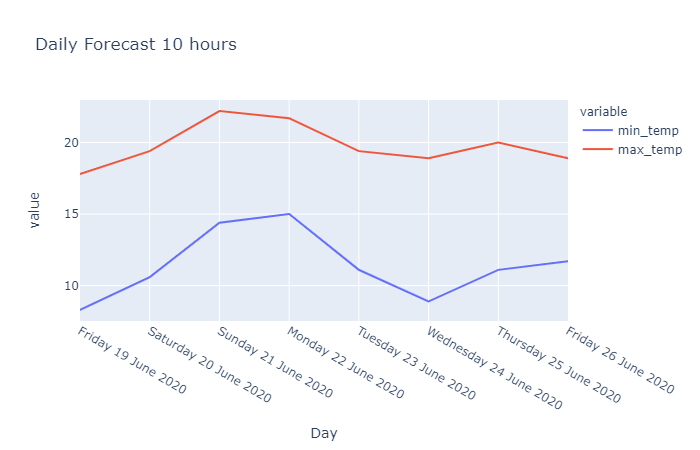 Daily Forecast 10 hours
variable
min_temp
max_temp
value
20
15
10
Friday 19 June 2020
Saturday 20 June 2020
Sunday 21 June 2020
Monday 22 June 2020
Tuesday 23 June 2020
Wednesday 24 June 2020
Thursday 25 June 2020
Friday 26 June 2020
Day